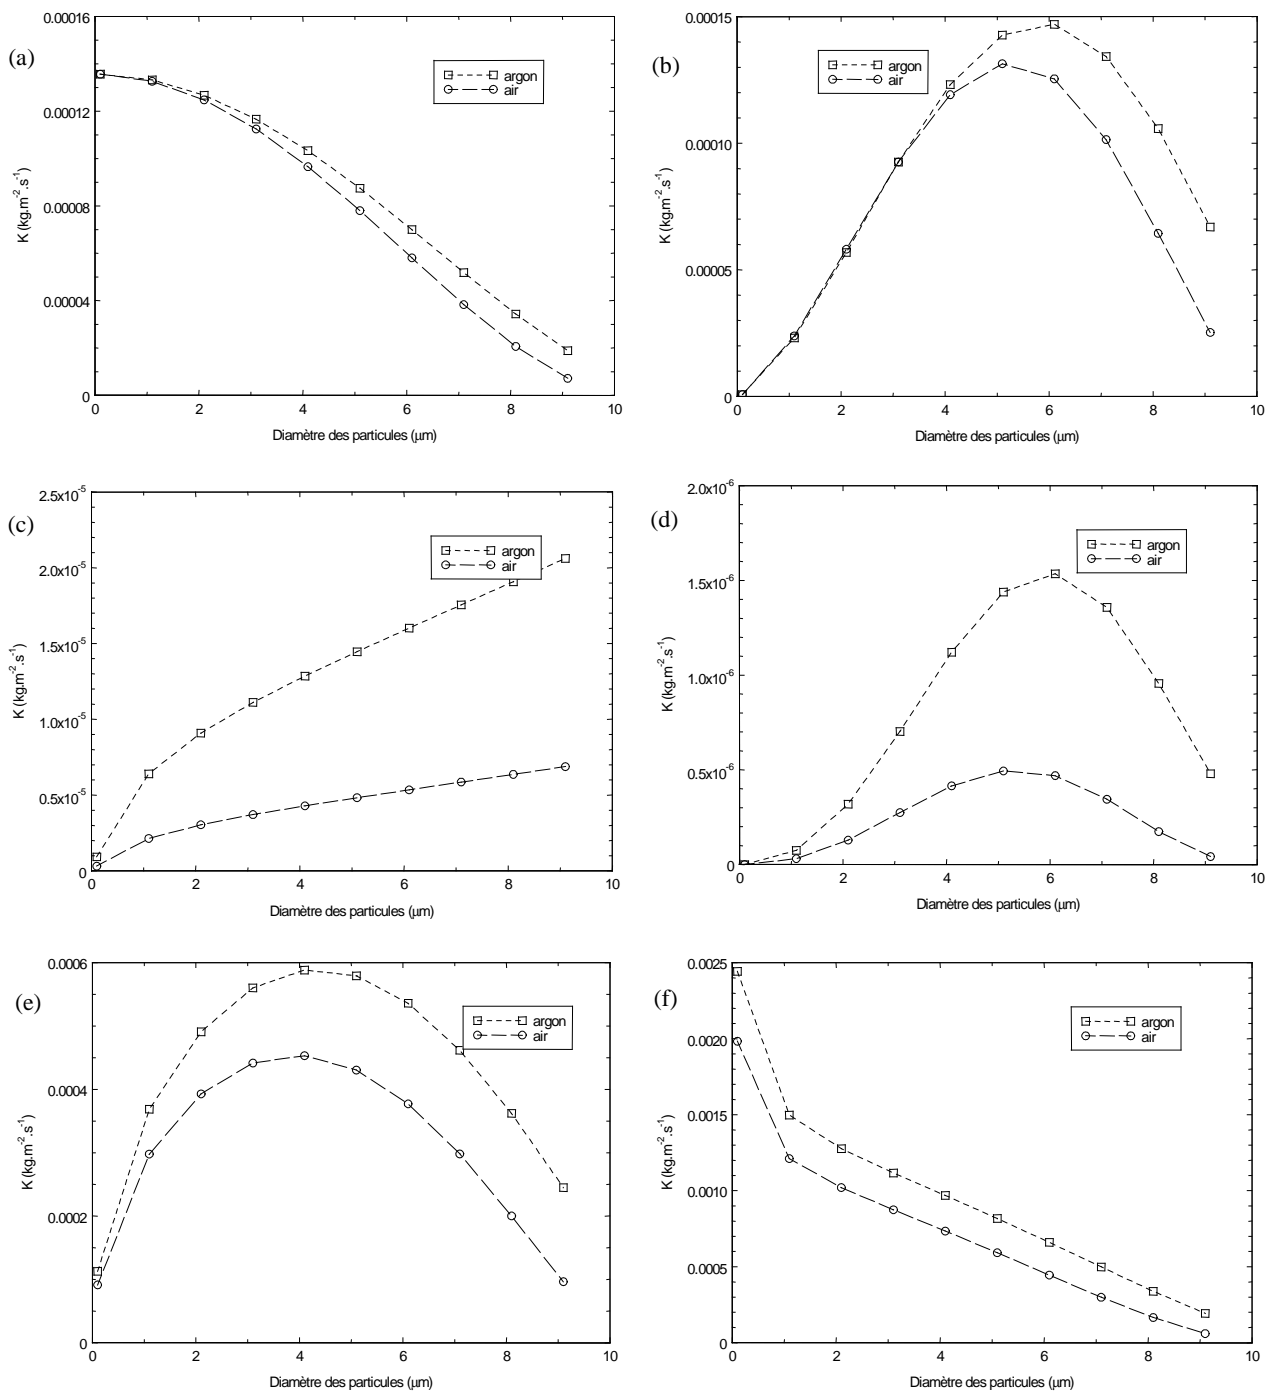 (a)
0.00016
0.00012
0.00008
0.00004
0
K (kg.m-2.s-1)
argon
air
0 2 4 6 8 10
Diamètre des particules (μm)
(b)
0.00015
0.00010
0.00005
0
K (kg.m-2.s-1)
argon
air
0 2 4 6 8 10
Diamètre des particules (μm)
(c)
2.5x10-5
2.0x10-5
1.5x10-5
1.0x10-5
0.5x10-5
0
K (kg.m-2.s-1)
argon
air
0 2 4 6 8 10
Diamètre des particules (μm)
(d)
2.0x10-6
1.5x10-6
1.0x10-6
0.5x10-6
0
K (kg.m-2.s-1)
argon
air
0 2 4 6 8 10
Diamètre des particules (μm)
(e)
0.0006
0.0004
0.0002
0
K (kg.m-2.s-1)
argon
air
0 2 4 6 8 10
Diamètre des particules (μm)
(f)
0.0025
0.0020
0.0015
0.0010
0.0005
0
K (kg.m-2.s-1)
argon
air
0 2 4 6 8 10
Diamètre des particules (μm)